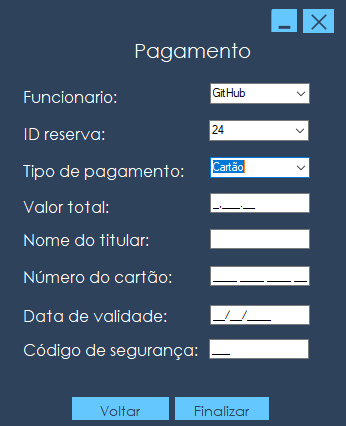 Pagamento
Funcionario: GitHub
ID reserva: 24
Tipo de pagamento: Cartão
Valor total: _.___.__
Nome do titular:
Número do cartão: ____ ____ ____ __
Data de validade: __/__/____
Código de segurança: ___
Voltar Finalizar